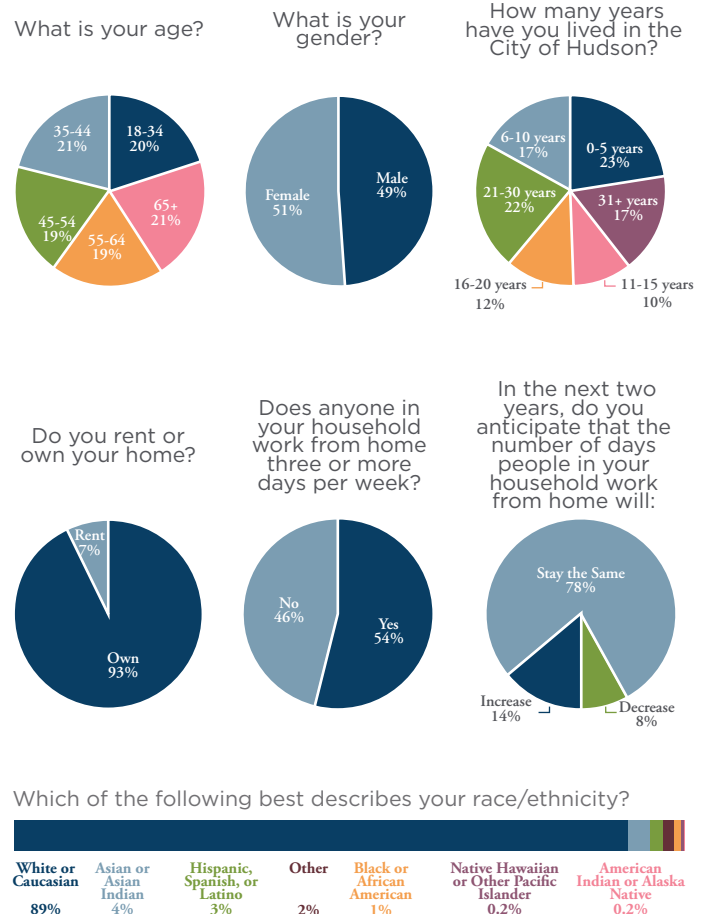 What is your age?
35-44
21%
18-34
20%
65+
21%
45-54
19%
55-64
19%
What is your
gender?
Female
51%
Male
49%
How many years
have you lived in the
City of Hudson?
6-10 years
17%
0-5 years
23%
21-30 years
22%
31+ years
17%
16-20 years
12%
11-15 years
10%
Do you rent or
own your home?
Rent
7%
Own
93%
Does anyone in
your household
work from home
three or more
days per week?
No
46%
Yes
54%
In the next two
years, do you
anticipate that the
number of days
people in your
household work
from home will:
Stay the Same
78%
Increase
14%
Decrease
8%
Which of the following best describes your race/ethnicity?
White or
Caucasian
89%
Asian or
Asian
Indian
4%
Hispanic,
Spanish, or
Latino
3%
Other
2%
Black or
African
American
1%
Native Hawaiian
or Other Pacific
Islander
0.2%
American
Indian or Alaska
Native
0.2%